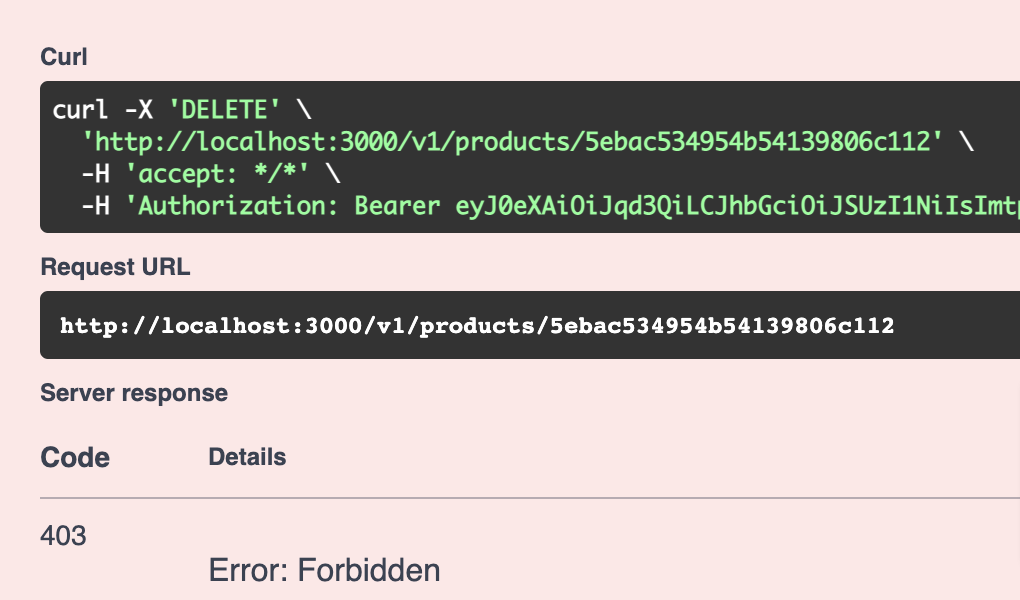 Curl
curl -X 'DELETE' \
'http://localhost:3000/v1/products/5ebac534954b54139806c112' \
-H 'accept: */*' \
-H 'Authorization: Bearer eyJ0eXAiOiJqd3QiLCJhbGciOiJSUzI1NiIsImt
Request URL
http://localhost:3000/v1/products/5ebac534954b54139806c112
Server response
Code Details
403
Error: Forbidden